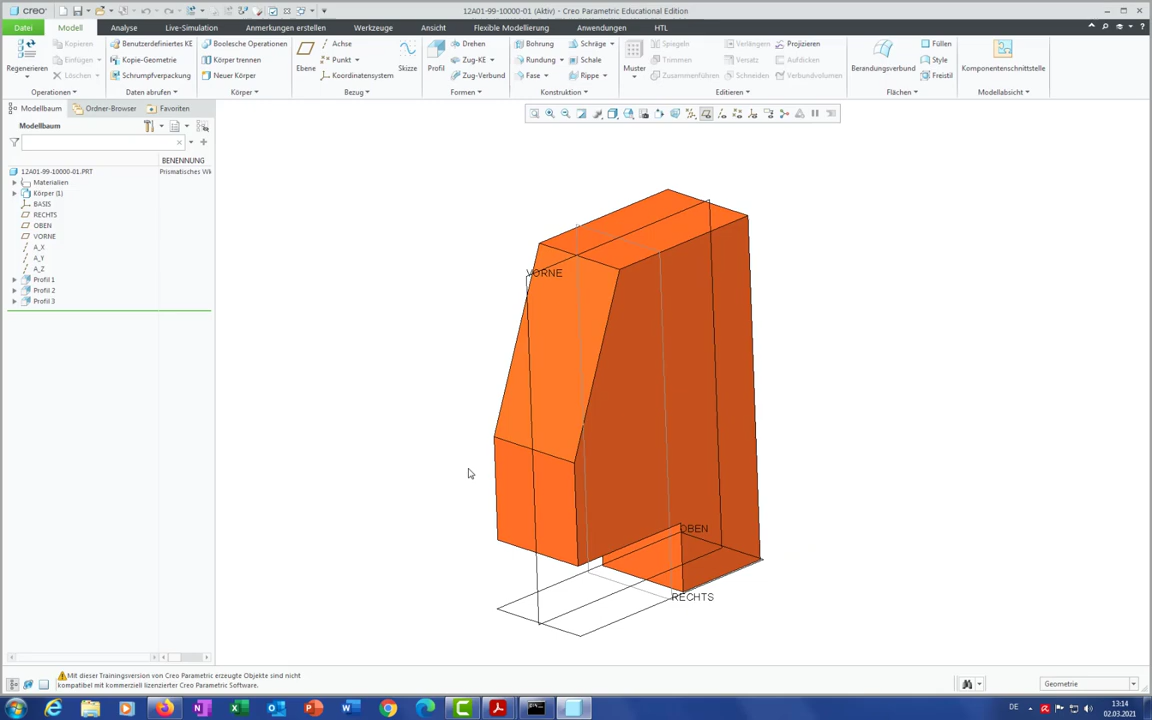 creo
12A01-99-10000-01 (Aktiv) - Creo Parametric Educational Edition
Datei Modell Analyse Live-Simulation Anmerkungen erstellen Werkzeuge Ansicht Flexible Modellierung Anwendungen HTL
Kopieren Benutzerdefiniertes KE Boolesche Operationen Achse Drehen Bohrung Schräge Spiegeln Verlängern Projizieren Füllen
Einfügen Kopie-Geometrie Körper trennen Punkt Zug-KE Rundung Schale Trimmen Versatz Aufdicken Style
Regenerieren Ebene Skizze Profil Muster Berandungsverbund Komponentenschnittstelle
Löschen Schrumpfverpackung Neuer Körper Koordinatensystem Zug-Verbund Fase Rippe Zusammenführen Schneiden Verbundvolumen Freistil
Operationen Daten abrufen Körper Bezug Formen Konstruktion Editieren Flächen Modellabsicht
Modellbaum Ordner-Browser Favoriten
Modellbaum
BENENNUNG
12A01-99-10000-01.PRT Prismatisches Wk
Materialien
Körper (1)
BASIS
RECHTS
OBEN
VORNE
A_X
A_Y
A_Z
Profil 1
Profil 2
Profil 3
VORNE
OBEN
RECHTS
Mit dieser Trainingsversion von Creo Parametric erzeugte Objekte sind nicht
kompatibel mit kommerziell lizenzierter Creo Parametric Software.
Geometrie
DE
13:14
02.03.2021